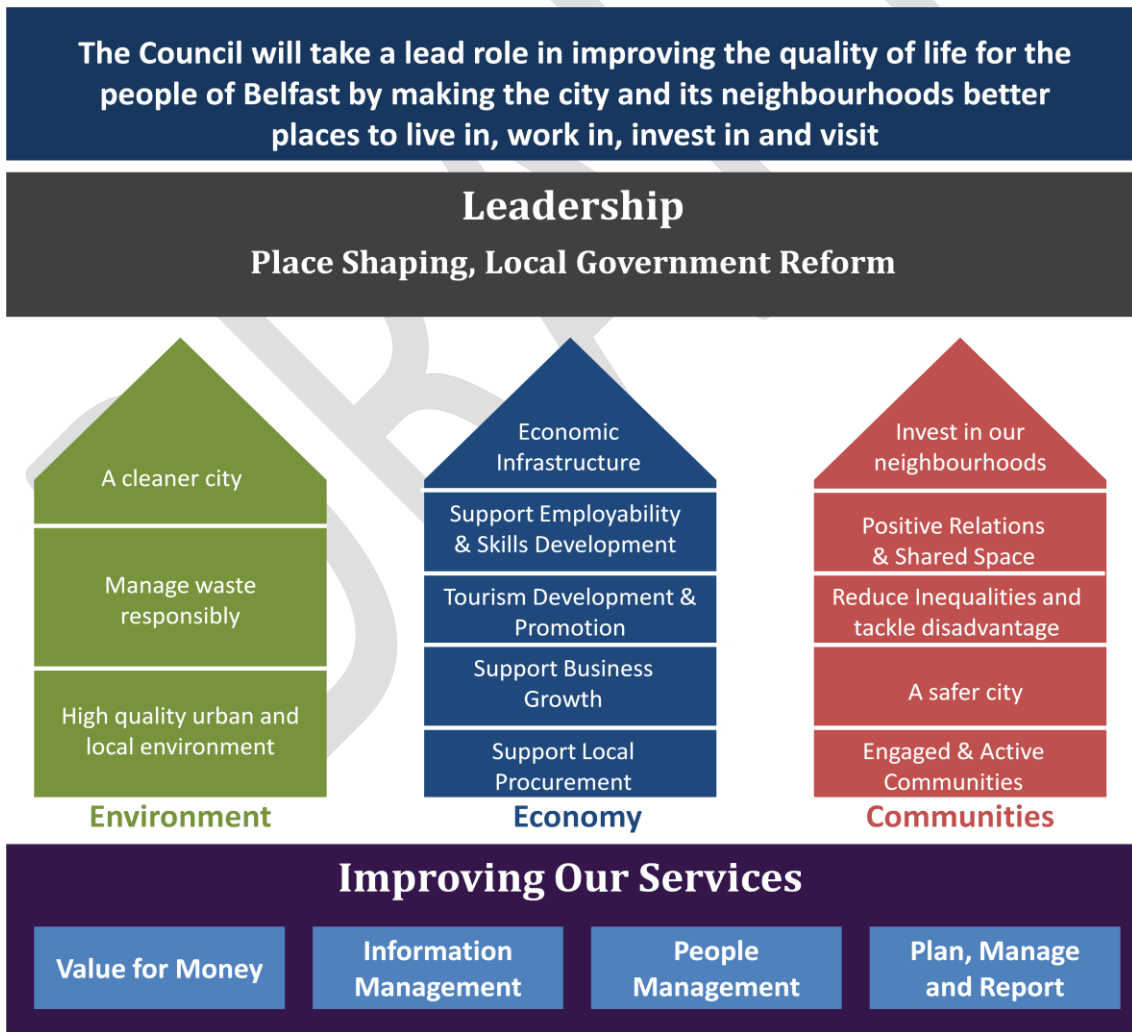 The Council will take a lead role in improving the quality of life for the
people of Belfast by making the city and its neighbourhoods better
places to live in, work in, invest in and visit
Leadership
Place Shaping, Local Government Reform
A cleaner city
Manage waste
responsibly
High quality urban and
local environment
Environment
Economic
Infrastructure
Support Employability
& Skills Development
Tourism Development &
Promotion
Support Business
Growth
Support Local
Procurement
Economy
Invest in our
neighbourhoods
Positive Relations
& Shared Space
Reduce Inequalities and
tackle disadvantage
A safer city
Engaged & Active
Communities
Communities
Improving Our Services
Value for Money
Information
Management
People
Management
Plan, Manage
and Report